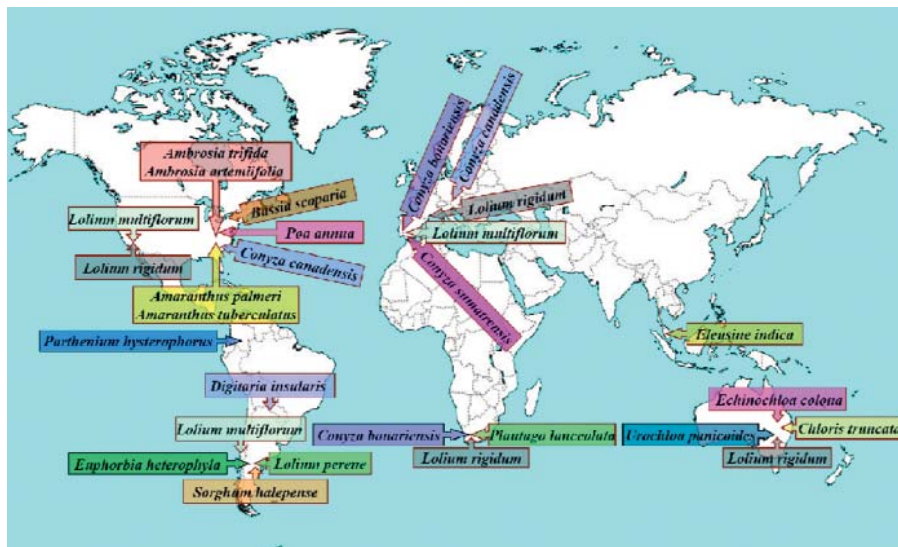 Ambrosia trifida
Ambrosia artemiifolia
Bassia scoparia
Lolium multiflorum
Poa annua
Lolium rigidum
Conyza canadensis
Amaranthus palmeri
Amaranthus tuberculatus
Parthenium hysterophorus
Digitaria insularis
Lolium multiflorum
Euphorbia heterophylla
Lolium perene
Sorghum halepense
Conyza bonariensis
Conyza canadensis
Lolium rigidum
Lolium multiflorum
Conyza sumatrensis
Conyza bonariensis
Plantago lanceolata
Lolium rigidum
Eleusine indica
Echinochloa colona
Chloris truncata
Urochloa panicoides
Lolium rigidum